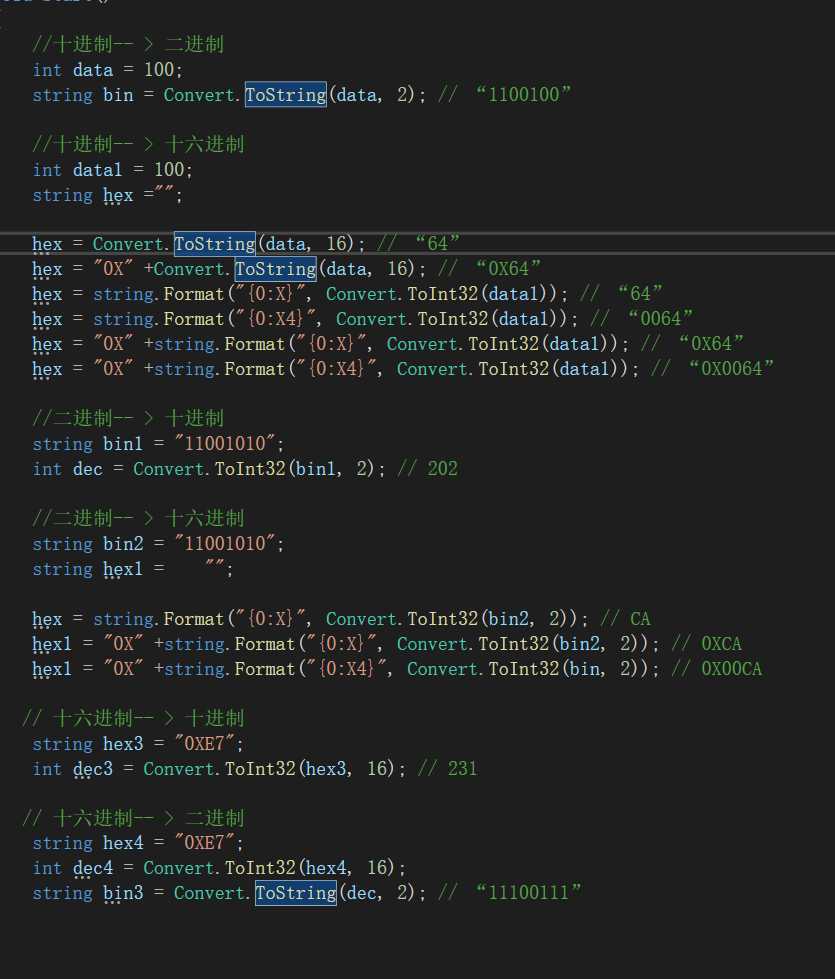 //十进制-- > 二进制
int data = 100;
string bin = Convert.ToString(data, 2); // “1100100”
//十进制-- > 十六进制
int data1 = 100;
string hex ="";
hex = Convert.ToString(data, 16); // “64”
hex = "0X" +Convert.ToString(data, 16); // “0X64”
hex = string.Format("{0:X}", Convert.ToInt32(data1)); // “64”
hex = string.Format("{0:X4}", Convert.ToInt32(data1)); // “0064”
hex = "0X" +string.Format("{0:X}", Convert.ToInt32(data1)); // “0X64”
hex = "0X" +string.Format("{0:X4}", Convert.ToInt32(data1)); // “0X0064”
//二进制-- > 十进制
string bin1 = "11001010";
int dec = Convert.ToInt32(bin1, 2); // 202
//二进制-- > 十六进制
string bin2 = "11001010";
string hex1 =    "";
hex = string.Format("{0:X}", Convert.ToInt32(bin2, 2)); // CA
hex1 = "0X" +string.Format("{0:X}", Convert.ToInt32(bin2, 2)); // 0XCA
hex1 = "0X" +string.Format("{0:X4}", Convert.ToInt32(bin, 2)); // 0X00CA
// 十六进制-- > 十进制
string hex3 = "0XE7";
int dec3 = Convert.ToInt32(hex3, 16); // 231
// 十六进制-- > 二进制
string hex4 = "0XE7";
int dec4 = Convert.ToInt32(hex4, 16);
string bin3 = Convert.ToString(dec, 2); // “11100111”